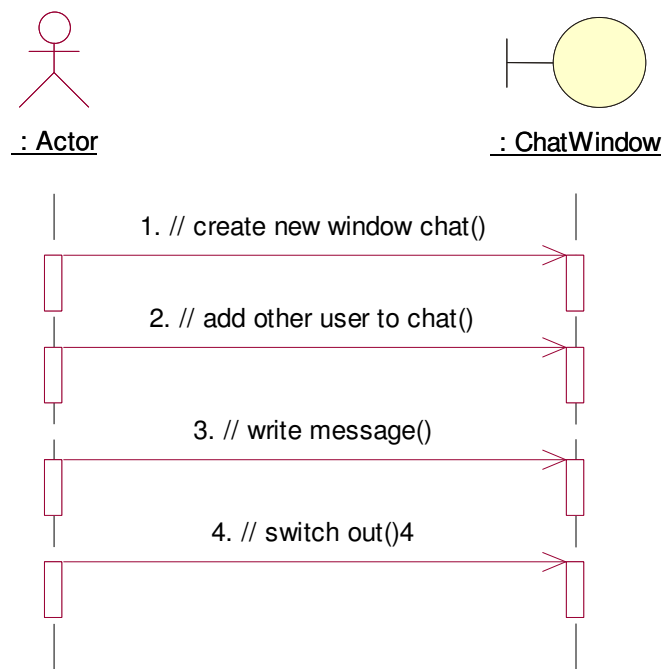 : Actor
: ChatWindow
1. // create new window chat()
2. // add other user to chat()
3. // write message()
4. // switch out()4